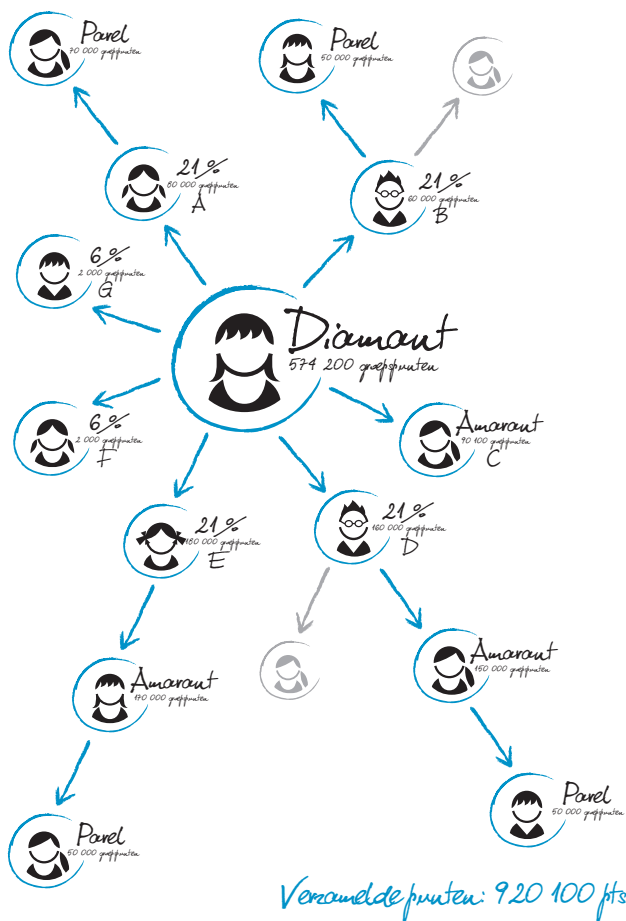 Parel
70 000 groepspunten
Parel
50 000 groepspunten
21 %
80 000 groepspunten
A
21 %
60 000 groepspunten
B
6 %
2 000 groepspunten
G
Diamant
574 200 groepspunten
6 %
2 000 groepspunten
F
Amarant
90 100 groepspunten
C
21 %
180 000 groepspunten
E
21 %
160 000 groepspunten
D
Amarant
170 000 groepspunten
Amarant
150 000 groepspunten
Parel
50 000 groepspunten
Parel
50 000 groepspunten
Verzamelde punten: 920 100 pts